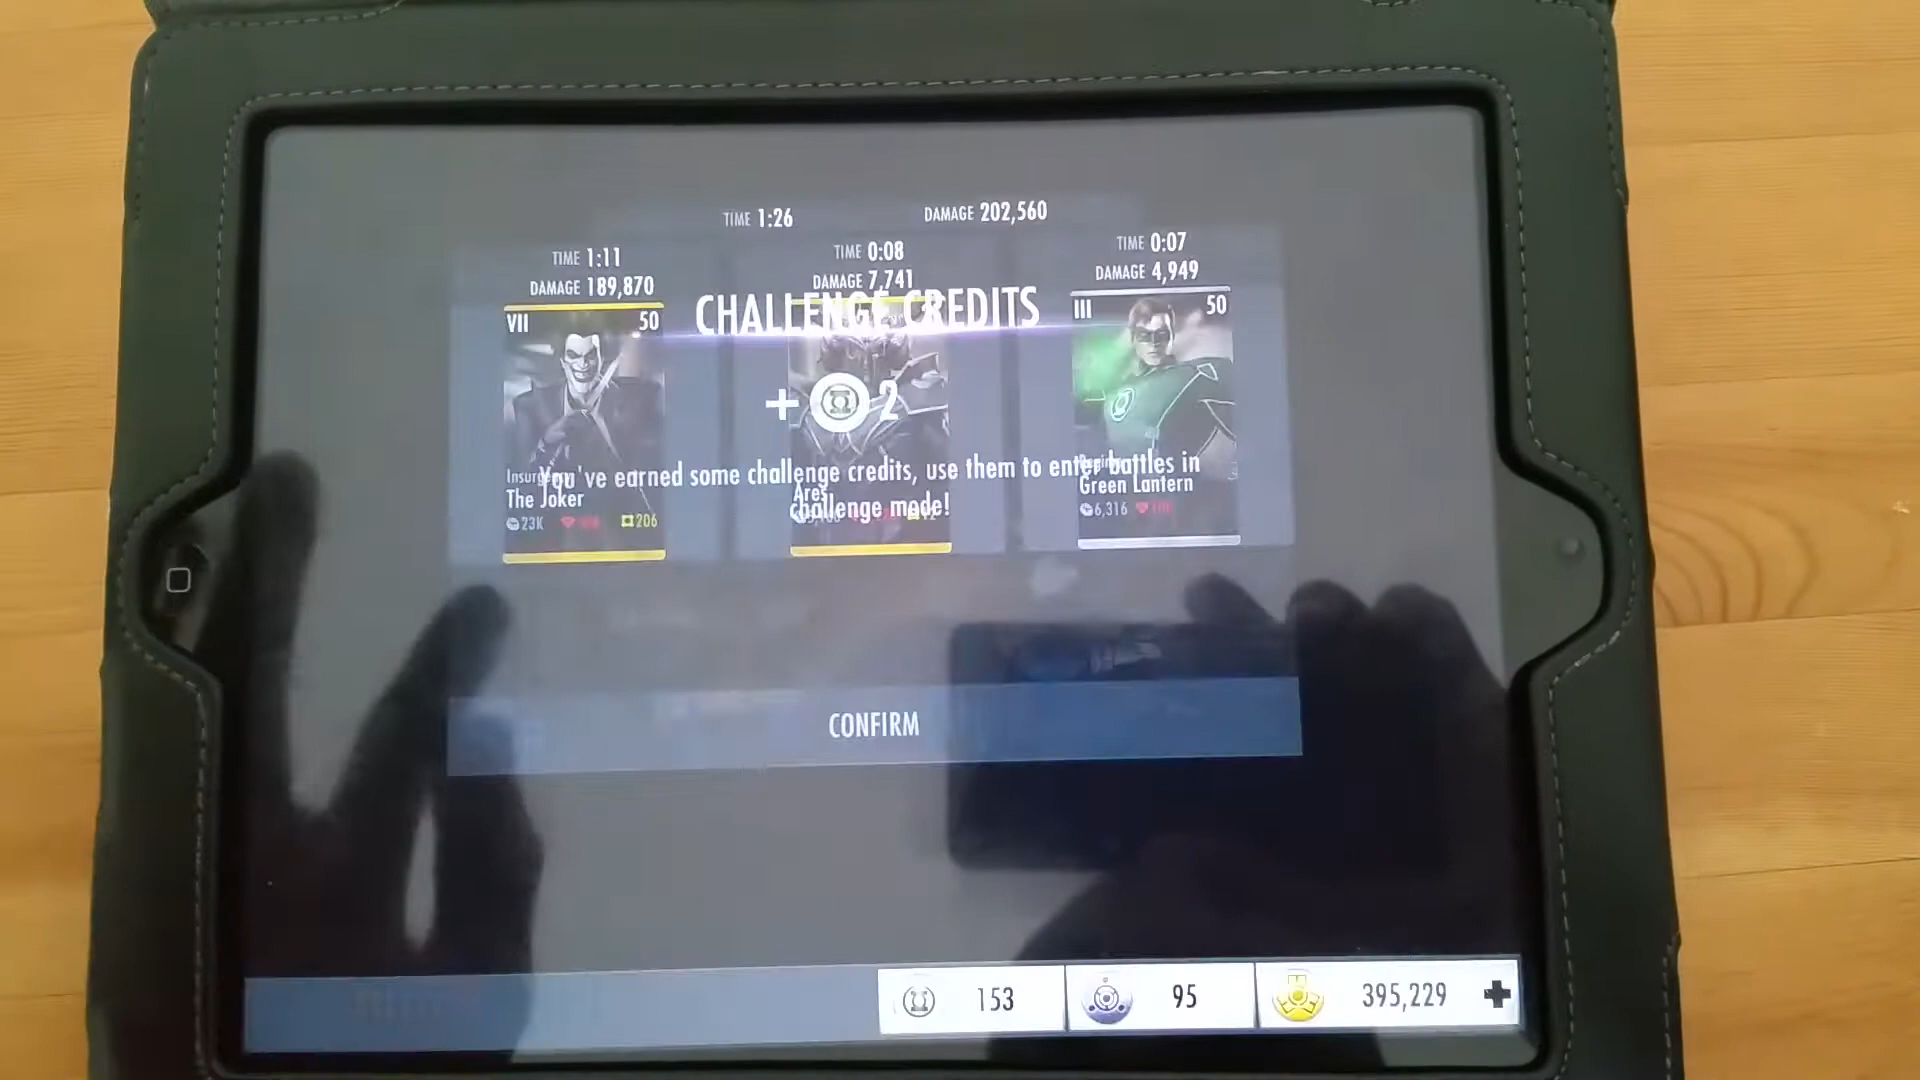 TIME 1:26
DAMAGE 202,560
TIME 1:11
DAMAGE 189,870
TIME 0:08
DAMAGE 7,741
TIME 0:07
DAMAGE 4,949
CHALLENGE CREDITS
VII 50
III 50
+ 2
You've earned some challenge credits, use them to enter battles in
challenge mode!
The Joker
23K 206
Ares
Green Lantern
6,316
CONFIRM
153
95
395,229 +